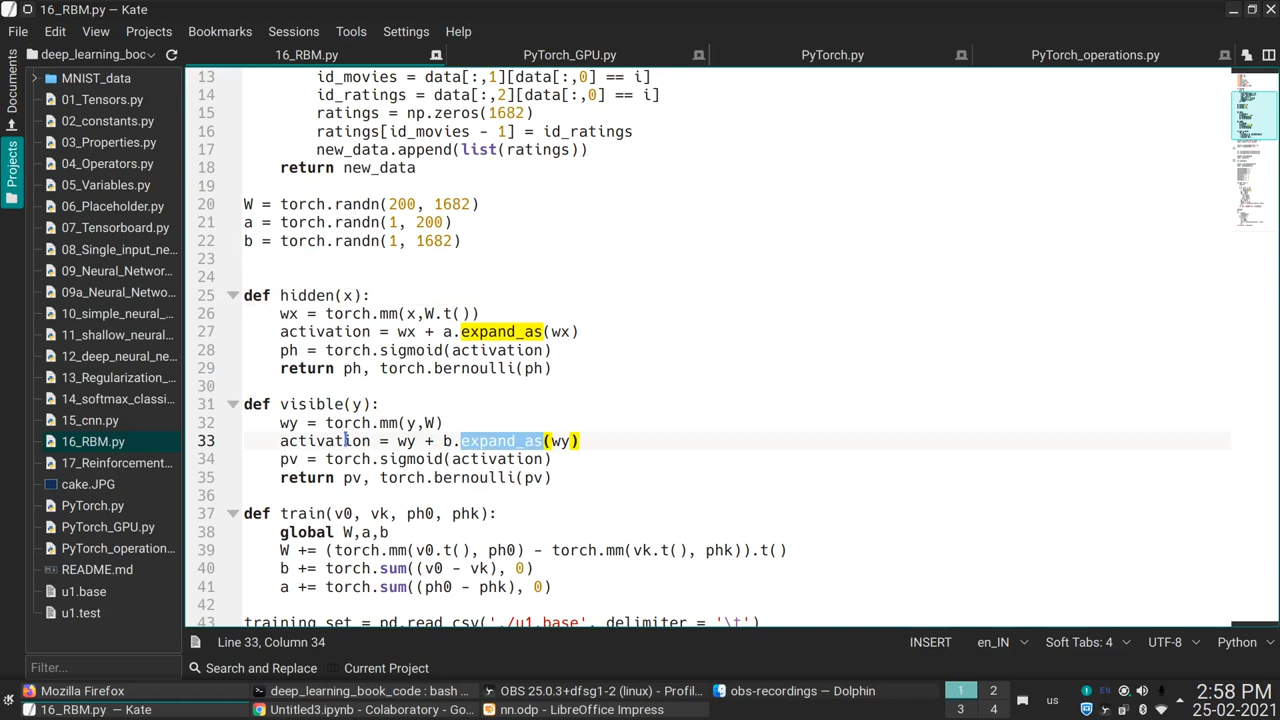 16_RBM.py — Kate
File Edit View Projects Bookmarks Sessions Tools Settings Help
deep_learning_boc 16_RBM.py PyTorch_GPU.py PyTorch.py PyTorch_operations.py
Documents
Projects
MNIST_data
01_Tensors.py
02_constants.py
03_Properties.py
04_Operators.py
05_Variables.py
06_Placeholder.py
07_Tensorboard.py
08_Single_input_ne...
09_Neural_Networ...
09a_Neural_Netwo...
10_simple_neural_...
11_shallow_neural...
12_deep_neural_ne...
13_Regularization_...
14_softmax_classi...
15_cnn.py
16_RBM.py
17_Reinforcement...
cake.JPG
PyTorch.py
PyTorch_GPU.py
PyTorch_operation...
README.md
u1.base
u1.test
Filter...
13 id_movies = data[:,1][data[:,0] == i]
14 id_ratings = data[:,2][data[:,0] == i]
15 ratings = np.zeros(1682)
16 ratings[id_movies - 1] = id_ratings
17 new_data.append(list(ratings))
18 return new_data
19
20 W = torch.randn(200, 1682)
21 a = torch.randn(1, 200)
22 b = torch.randn(1, 1682)
23
24
25 def hidden(x):
26 wx = torch.mm(x,W.t())
27 activation = wx + a.expand_as(wx)
28 ph = torch.sigmoid(activation)
29 return ph, torch.bernoulli(ph)
30
31 def visible(y):
32 wy = torch.mm(y,W)
33 activation = wy + b.expand_as(wy)
34 pv = torch.sigmoid(activation)
35 return pv, torch.bernoulli(pv)
36
37 def train(v0, vk, ph0, phk):
38 global W,a,b
39 W += (torch.mm(v0.t(), ph0) - torch.mm(vk.t(), phk)).t()
40 b += torch.sum((v0 - vk), 0)
41 a += torch.sum((ph0 - phk), 0)
42
43 training_set = pd.read_csv('./u1.base', delimiter = '\t')
Line 33, Column 34 INSERT en_IN Soft Tabs: 4 UTF-8 Python
Search and Replace Current Project
Mozilla Firefox deep_learning_book_code : bash ... OBS 25.0.3+dfsg1-2 (linux) - Profil... obs-recordings — Dolphin 1 2 us EN 2:58 PM
16_RBM.py — Kate Untitled3.ipynb - Colaboratory - Go... nn.odp - LibreOffice Impress 3 4 25-02-2021